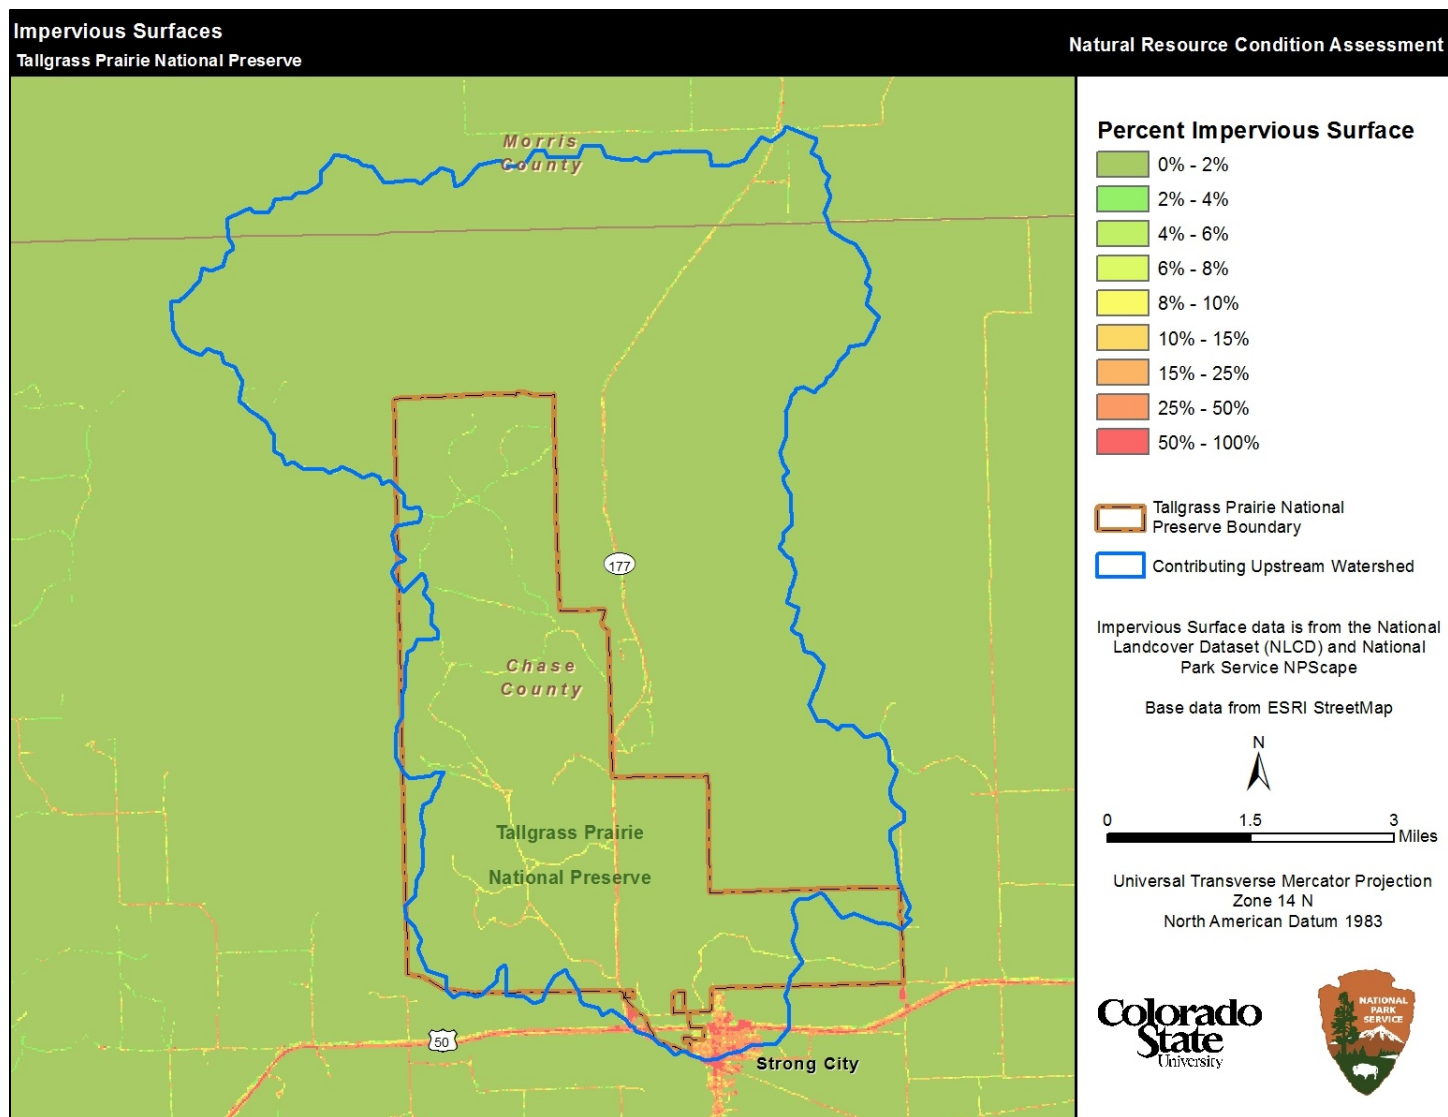 Impervious Surfaces
Tallgrass Prairie National Preserve
Natural Resource Condition Assessment
Morris
County
177
Chase
County
Tallgrass Prairie
National Preserve
50
Strong City
Percent Impervious Surface
0% - 2%
2% - 4%
4% - 6%
6% - 8%
8% - 10%
10% - 15%
15% - 25%
25% - 50%
50% - 100%
Tallgrass Prairie National
Preserve Boundary
Contributing Upstream Watershed
Impervious Surface data is from the National
Landcover Dataset (NLCD) and National
Park Service NPScape
Base data from ESRI StreetMap
N
0 1.5 3
Miles
Universal Transverse Mercator Projection
Zone 14 N
North American Datum 1983
Colorado
State
University
NATIONAL
PARK
SERVICE